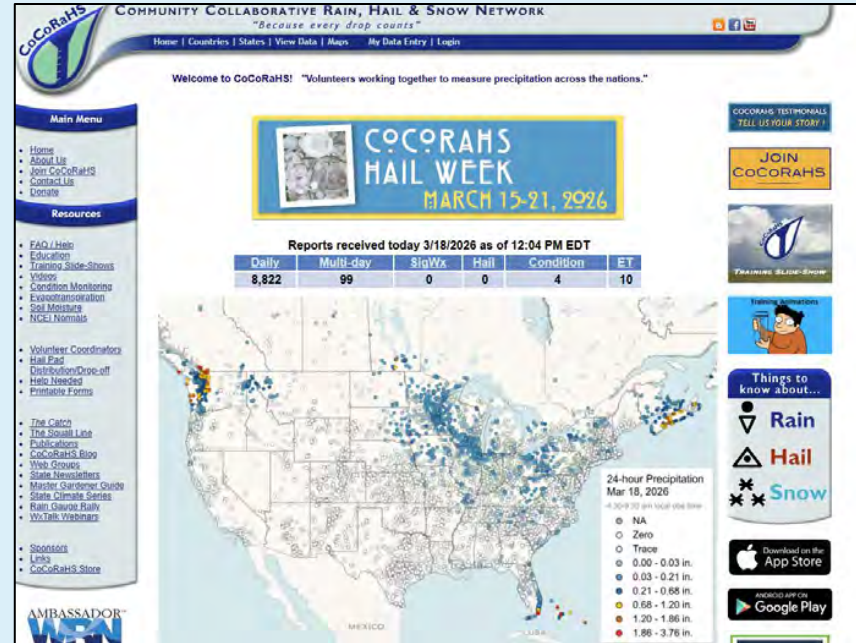 CoCoRaHS
COMMUNITY COLLABORATIVE RAIN, HAIL & SNOW NETWORK
"Because every drop counts"
Home | Countries | States | View Data | Maps My Data Entry | Login
Welcome to CoCoRaHS! "Volunteers working together to measure precipitation across the nations."
Main Menu
Home
About Us
Join CoCoRaHS
Contact Us
Donate
Resources
FAQ / Help
Education
Training Slide-Shows
Videos
Condition Monitoring
Evapotranspiration
Soil Moisture
NCEI Normals
Volunteer Coordinators
Hail Pad
Distribution/Drop-off
Help Needed
Printable Forms
The Catch
The Squall Line
Publications
CoCoRaHS Blog
Web Groups
State Newsletters
Master Gardener Guide
State Climate Series
Rain Gauge Rally
WxTalk Webinars
Sponsors
Links
CoCoRaHS Store
AMBASSADOR
WRN
COCORAHS
HAIL WEEK
MARCH 15-21, 2026
Reports received today 3/18/2026 as of 12:04 PM EDT
Daily Multi-day SigWx Hail Condition ET
8,822 99 0 0 4 10
24-hour Precipitation
Mar 18, 2026
NA
Zero
Trace
0.00 - 0.03 in.
0.03 - 0.21 in.
0.21 - 0.68 in.
0.68 - 1.20 in.
1.20 - 1.86 in.
1.86 - 3.76 in.
MEXICO
CUBA
COCORAHS TESTIMONIALS
TELL US YOUR STORY !
JOIN
COCORAHS
TRAINING SLIDE-SHOW
Training Animations
Things to
know about...
Rain
Hail
Snow
Download on the
App Store
ANDROID APP ON
Google Play